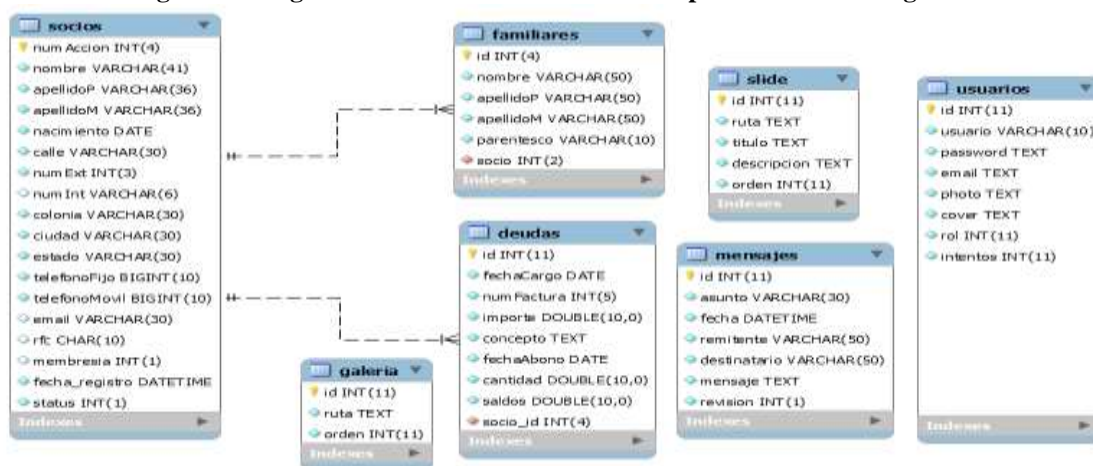 socios
numAccion INT(4)
nombre VARCHAR(41)
apellidoP VARCHAR(36)
apellidoM VARCHAR(36)
nacimiento DATE
calle VARCHAR(30)
numExt INT(3)
numInt VARCHAR(6)
colonia VARCHAR(30)
ciudad VARCHAR(30)
estado VARCHAR(30)
telefonoFijo BIGINT(10)
telefonoMovil BIGINT(10)
email VARCHAR(30)
rfc CHAR(10)
membresia INT(1)
fecha_registro DATETIME
status INT(1)
Indexes
familiares
id INT(4)
nombre VARCHAR(50)
apellidoP VARCHAR(50)
apellidoM VARCHAR(50)
parentesco VARCHAR(10)
socio INT(2)
Indexes
deudas
id INT(11)
fechaCargo DATE
numFactura INT(5)
importe DOUBLE(10,0)
concepto TEXT
fechaAbono DATE
cantidad DOUBLE(10,0)
saldos DOUBLE(10,0)
socio_id INT(4)
Indexes
galeria
id INT(11)
ruta TEXT
orden INT(11)
Indexes
slide
id INT(11)
ruta TEXT
titulo TEXT
descripcion TEXT
orden INT(11)
Indexes
mensajes
id INT(11)
asunto VARCHAR(30)
fecha DATETIME
remitente VARCHAR(50)
destinatario VARCHAR(50)
mensaje TEXT
revision INT(1)
Indexes
usuarios
id INT(11)
usuario VARCHAR(10)
password TEXT
email TEXT
photo TEXT
cover TEXT
rol INT(11)
intentos INT(11)
Indexes